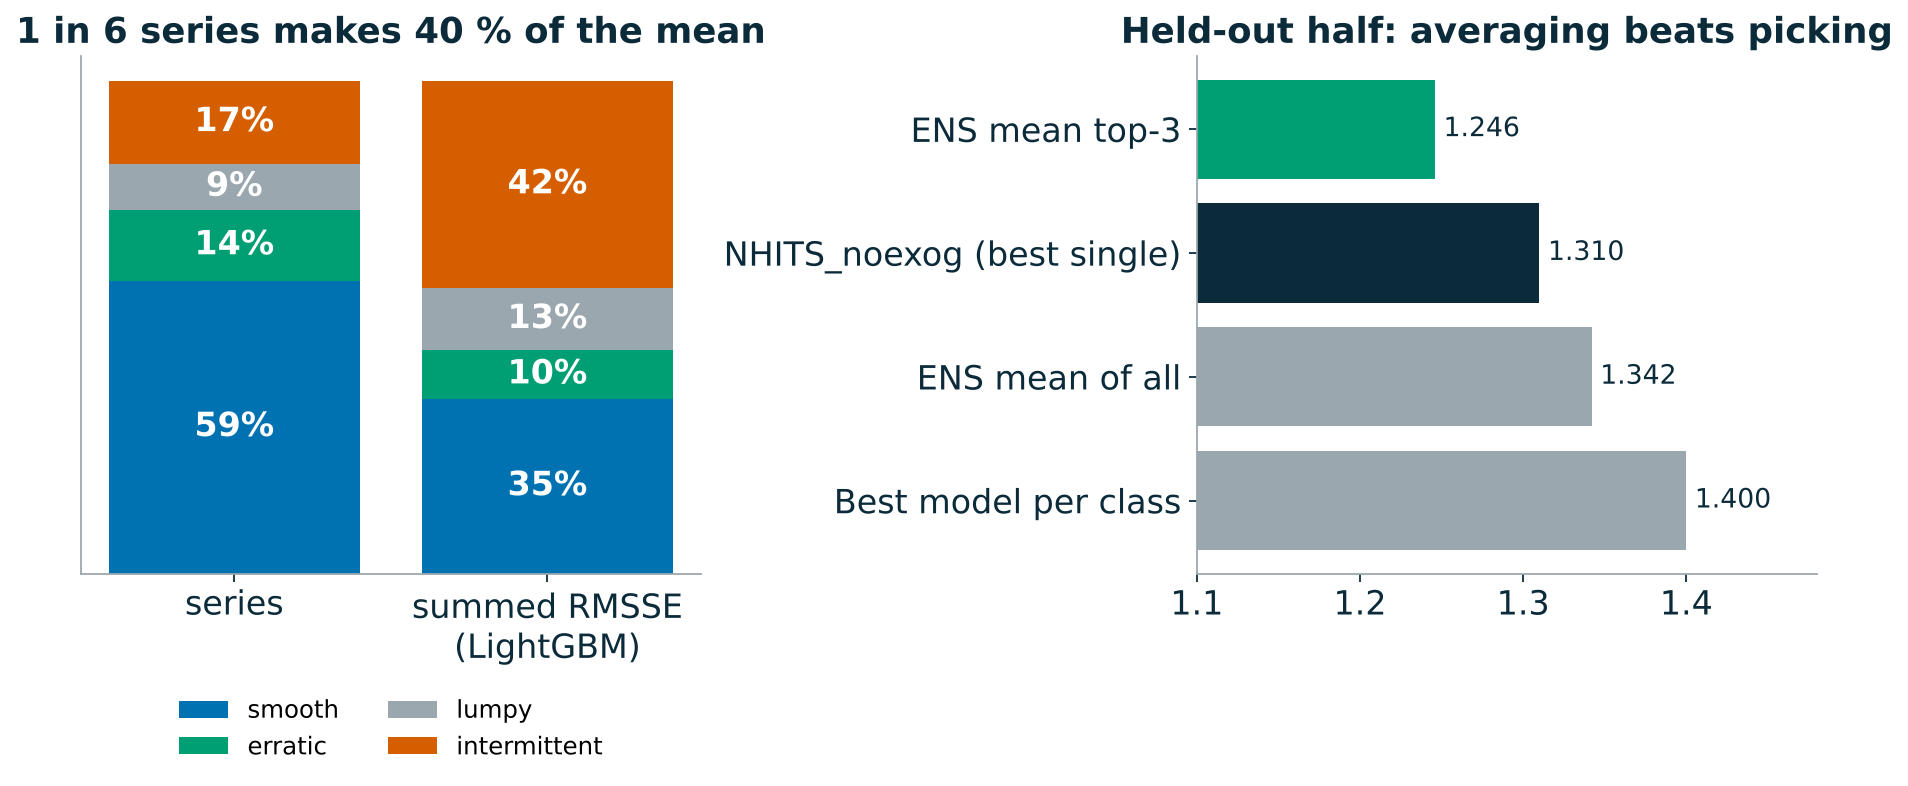 1 in 6 series makes 40 % of the mean
17%
9%
14%
59%
42%
13%
10%
35%
series
summed RMSSE
(LightGBM)
smooth
erratic
lumpy
intermittent
Held-out half: averaging beats picking
ENS mean top-3
1.246
NHITS_noexog (best single)
1.310
ENS mean of all
1.342
Best model per class
1.400
1.1 1.2 1.3 1.4